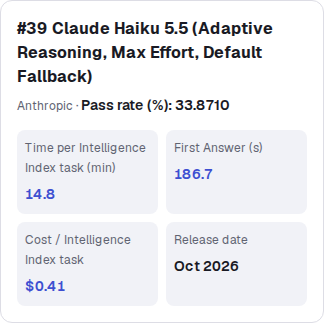 #39 Claude Haiku 5.5 (Adaptive
Reasoning, Max Effort, Default
Fallback)
Anthropic · Pass rate (%): 33.8710
Time per Intelligence
Index task (min)
14.8
First Answer (s)
186.7
Cost / Intelligence
Index task
$0.41
Release date
Oct 2026